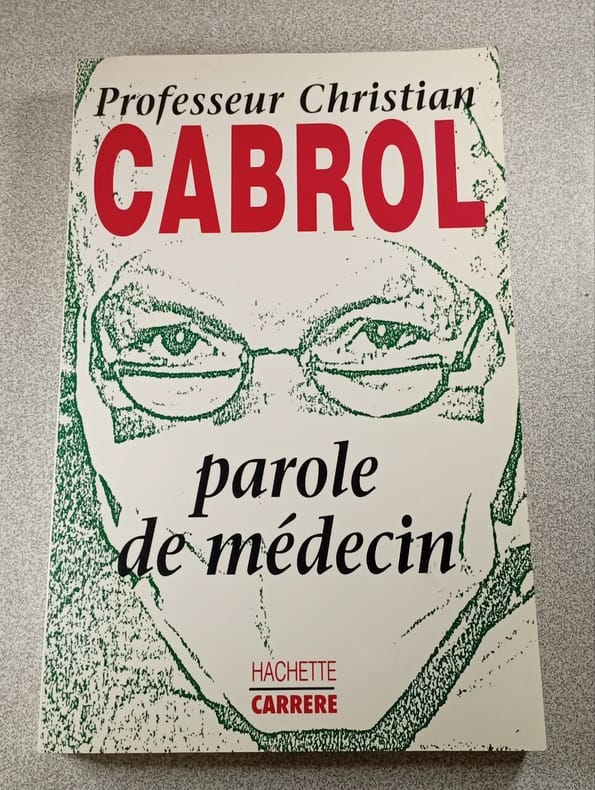 Professeur Christian
CABROL
parole
de médecin
HACHETTE
CARRERE